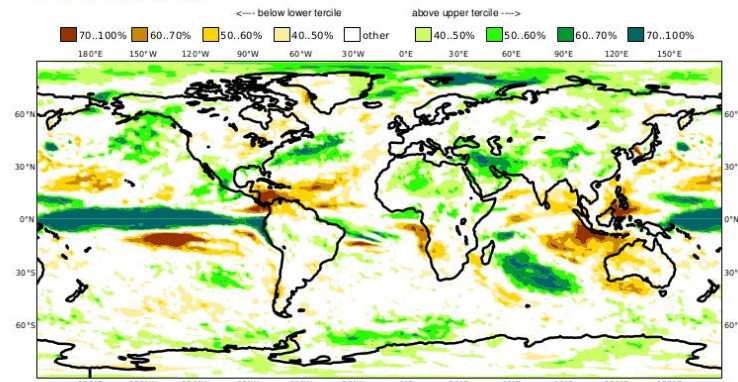 <---- below lower tercile above upper tercile ---->
70..100% 60..70% 50..60% 40..50% other 40..50% 50..60% 60..70% 70..100%
180°E 150°W 120°W 90°W 60°W 30°W 0°E 30°E 60°E 90°E 120°E 150°E
60°N 60°N
30°N 30°N
0°N 0°N
30°S 30°S
60°S 60°S